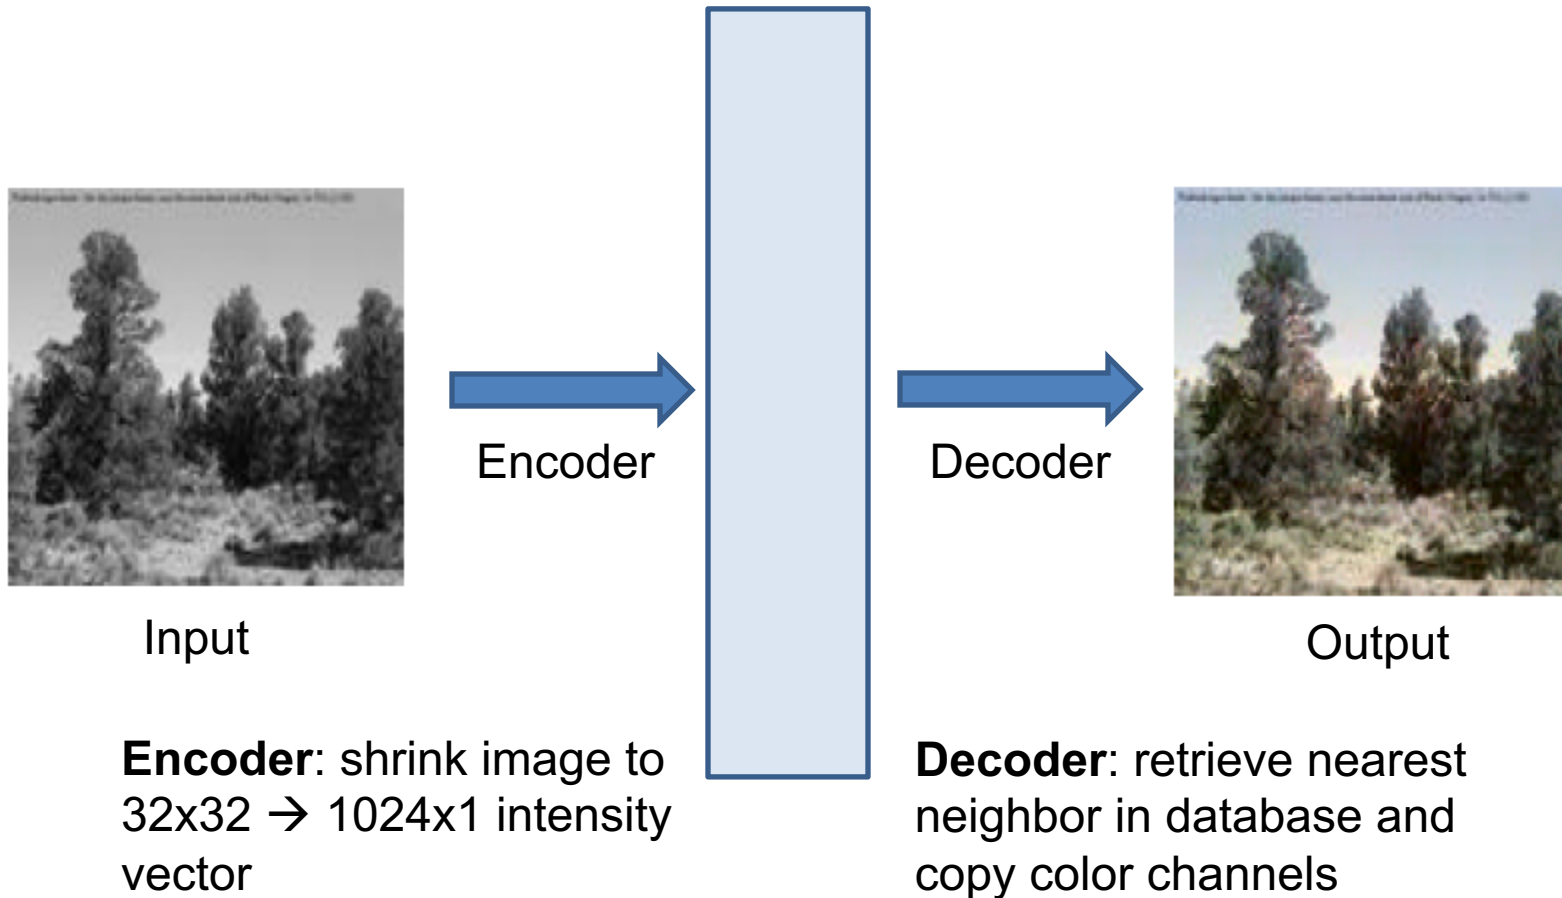 Encoder
Decoder
Input
Output
Encoder: shrink image to
32x32 → 1024x1 intensity
vector
Decoder: retrieve nearest
neighbor in database and
copy color channels